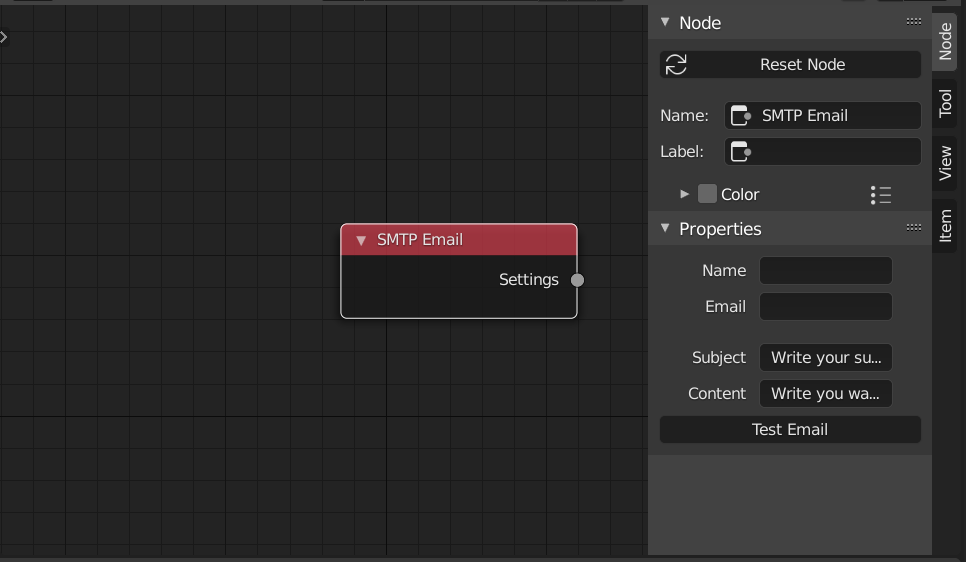 Node
Reset Node
Name: SMTP Email
Label:
Color
Properties
Name
Email
Subject Write your su...
Content Write you wa...
Test Email
SMTP Email
Settings
Node
Tool
View
Item